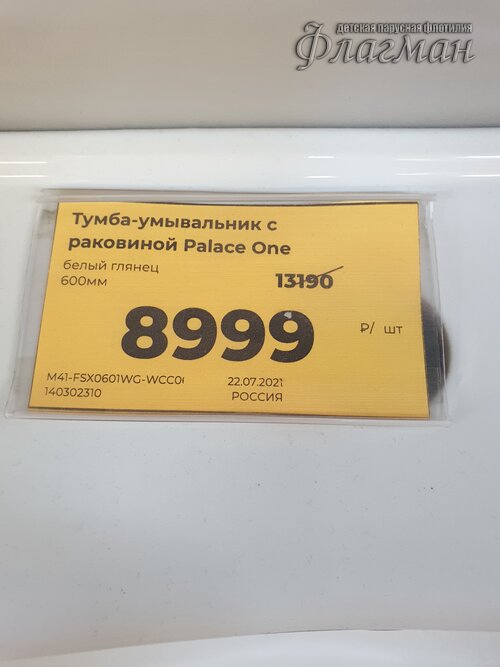 детская парусная флотилия
Флагман
Тумба-умывальник с
раковиной Palace One
белый глянец
600мм
13190
8999
₽/ шт
M41-FSX0601WG-WCC0
22.07.2021
140302310
РОССИЯ